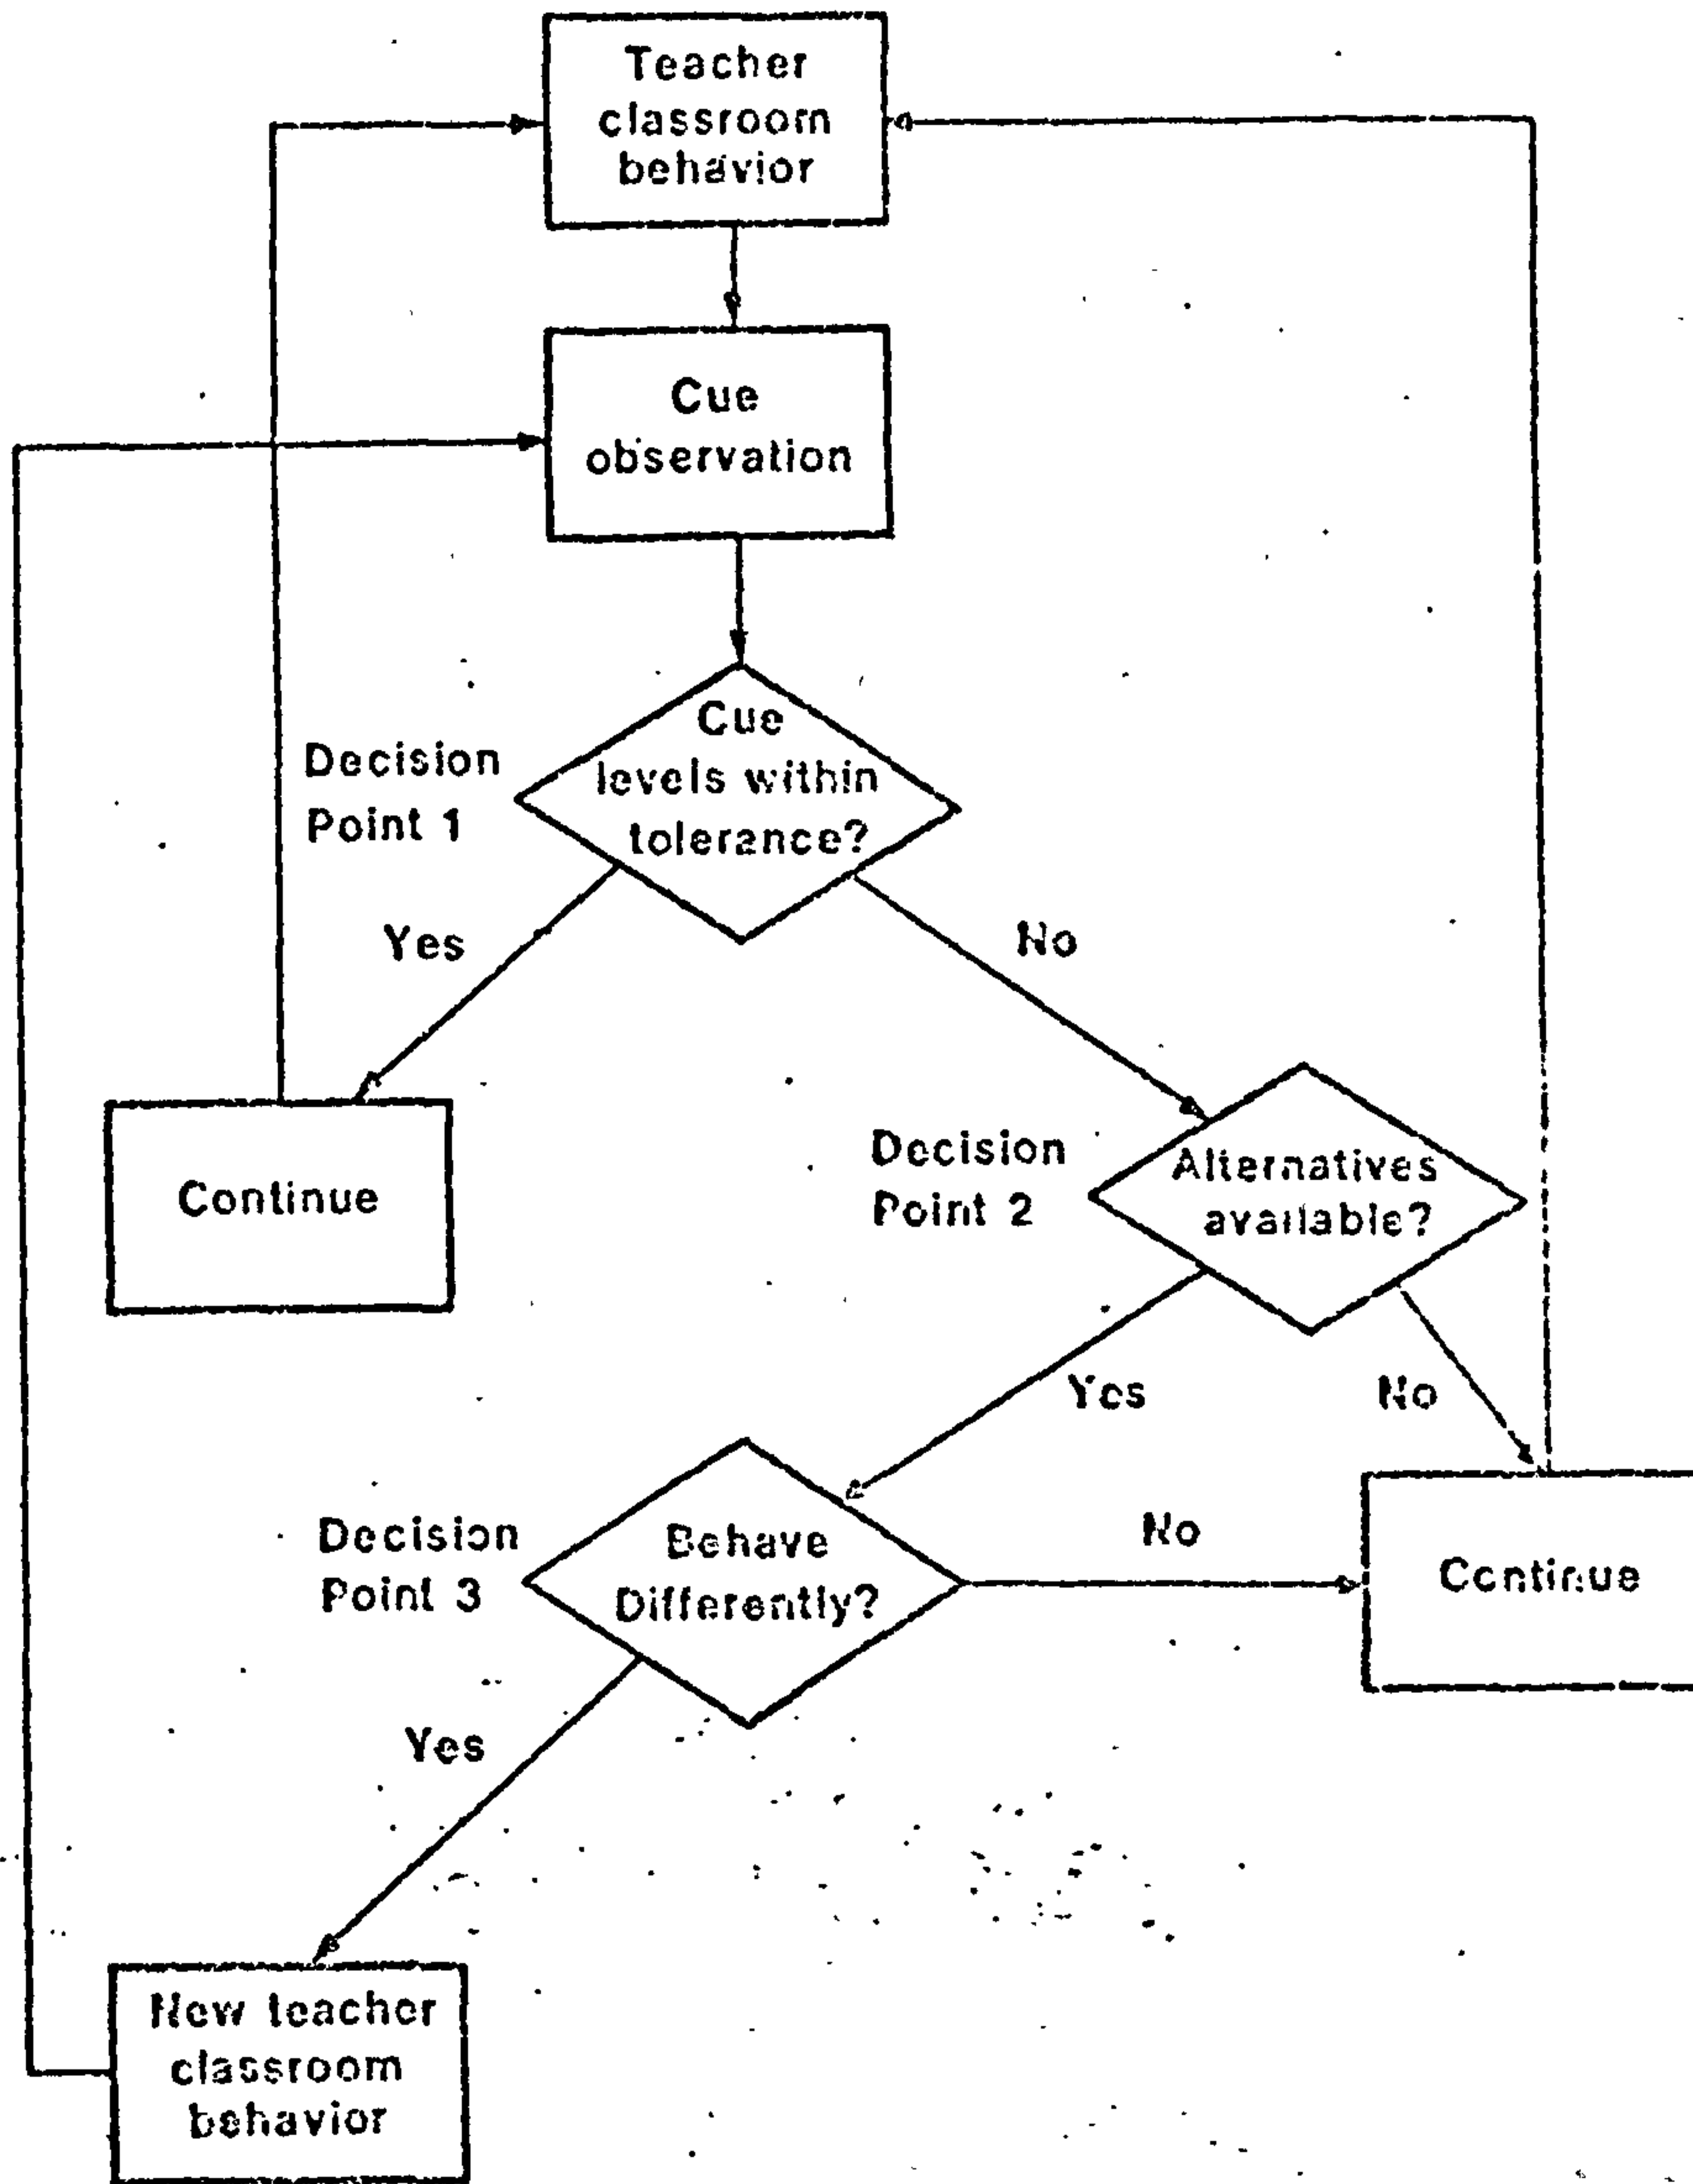 Teacher
classroom
behavior
Cue
observation
Decision
Point 1
Cue
levels within
tolerance?
Yes
No
Continue
Decision
Point 2
Alternatives
available?
Yes
No
Decision
Point 3
Behave
Differently?
No
Continue
Yes
New teacher
classroom
behavior